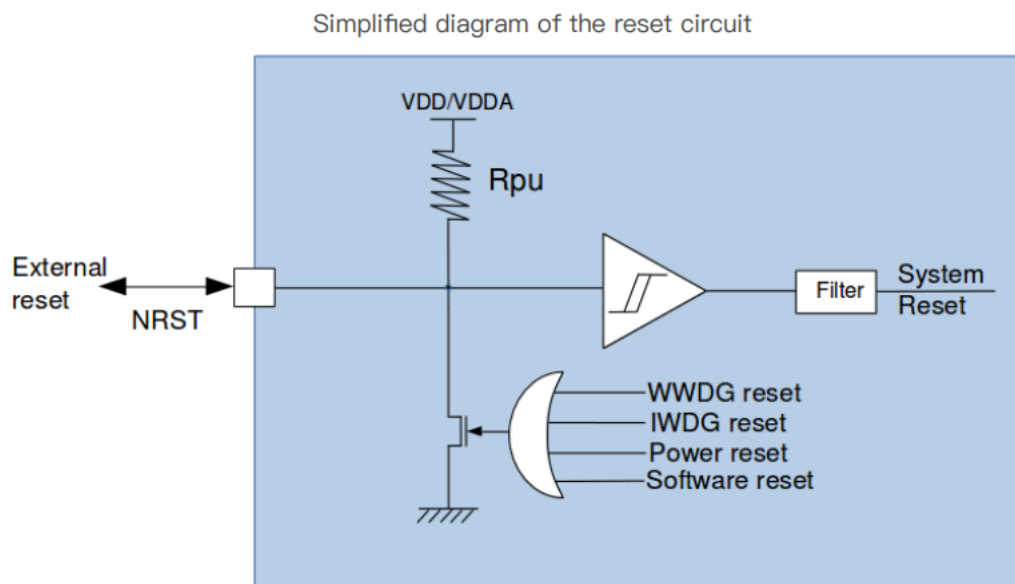 Simplified diagram of the reset circuit
VDD/VDDA
Rpu
External
reset
NRST
Filter
System
Reset
WWDG reset
IWDG reset
Power reset
Software reset